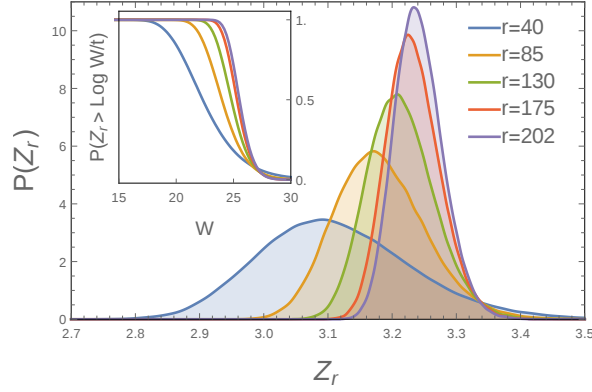 P(Z_r)
10
8
6
4
2
0
2.7 2.8 2.9 3.0 3.1 3.2 3.3 3.4 3.5
Z_r
P(Z_r > Log W/t)
1.
0.5
0.
15 20 25 30
W
r=40
r=85
r=130
r=175
r=202